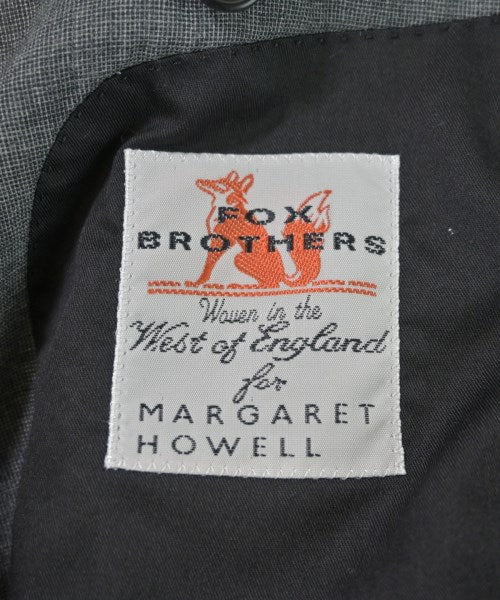 FOX
BROTHERS
Woven in the
West of England
for
MARGARET
HOWELL